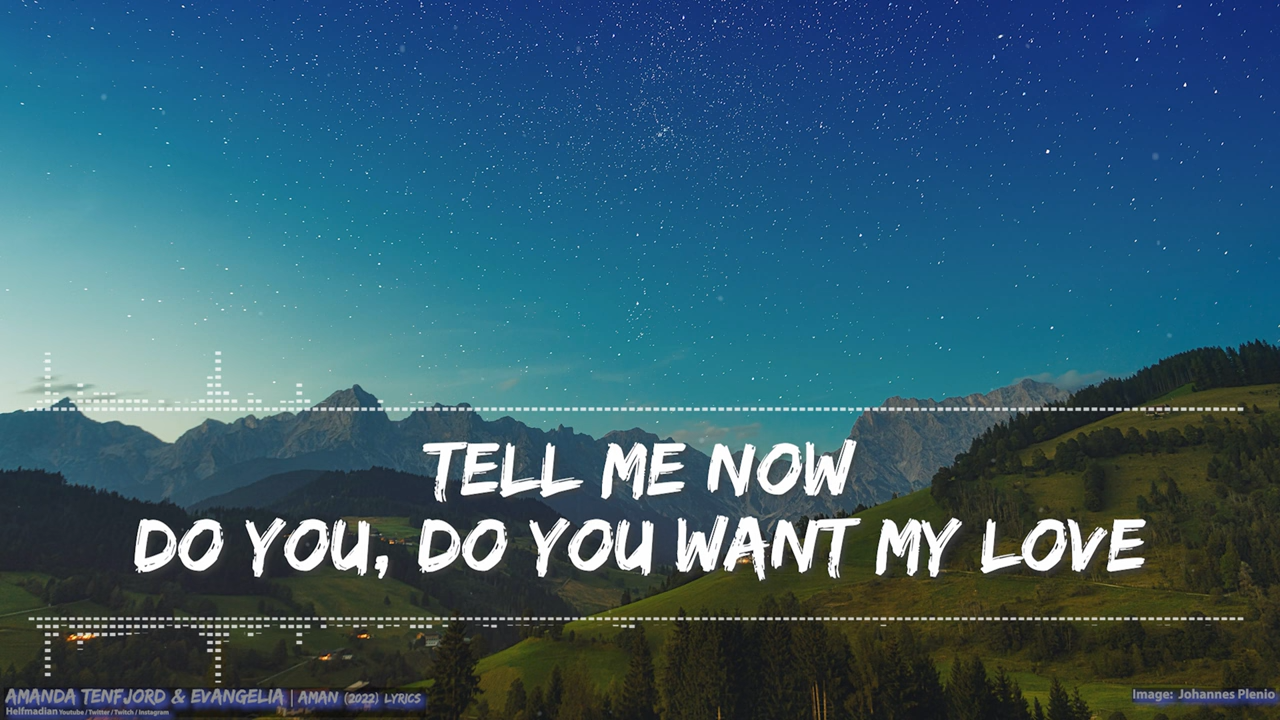 TELL ME NOW
DO YOU, DO YOU WANT MY LOVE
AMANDA TENFJORD & EVANGELIA | AMAN (2022) LYRICS
Helfmadian Youtube / Twitter / Twitch / Instagram
Image: Johannes Plenio